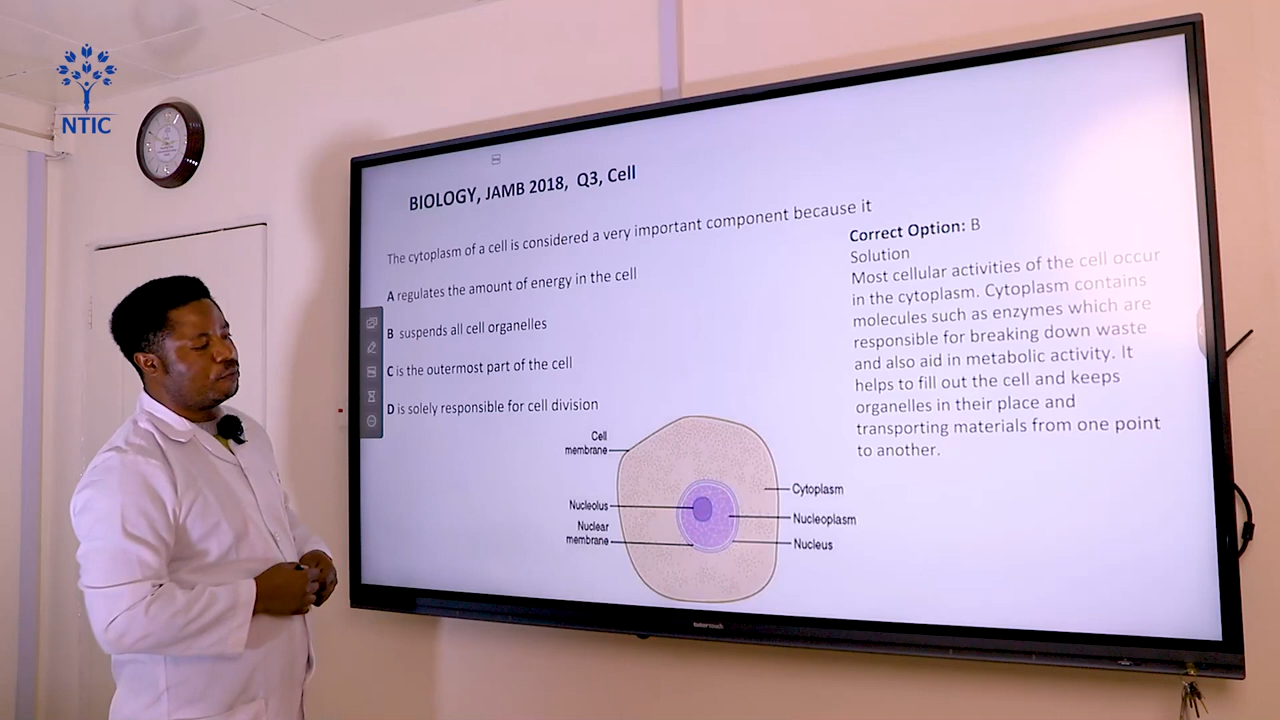 NTIC
BIOLOGY, JAMB 2018, Q3, Cell
The cytoplasm of a cell is considered a very important component because it
A regulates the amount of energy in the cell
B suspends all cell organelles
C is the outermost part of the cell
D is solely responsible for cell division
Correct Option: B
Solution
Most cellular activities of the cell occur
in the cytoplasm. Cytoplasm contains
molecules such as enzymes which are
responsible for breaking down waste
and also aid in metabolic activity. It
helps to fill out the cell and keeps
organelles in their place and
transporting materials from one point
to another.
Cell
membrane
Nucleolus
Nuclear
membrane
Cytoplasm
Nucleoplasm
Nucleus